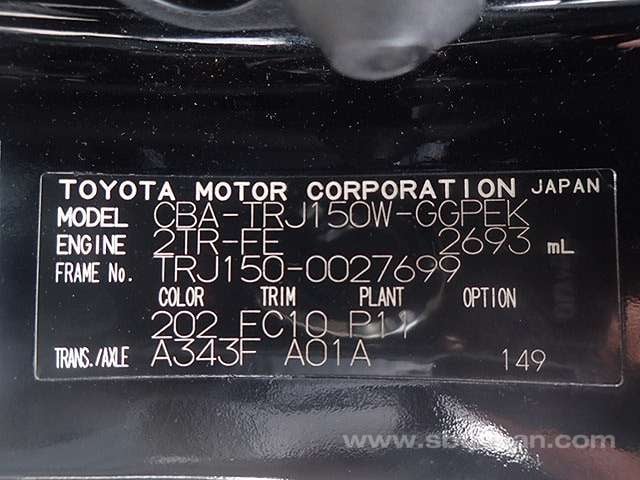 TOYOTA MOTOR CORPORATION JAPAN
MODEL CBA-TRJ150W-GGPEK
ENGINE 2TR-FE 2693 mL
FRAME No. TRJ150-0027699
COLOR TRIM PLANT OPTION
202 FC10 P11
TRANS./AXLE A343F A01A 149